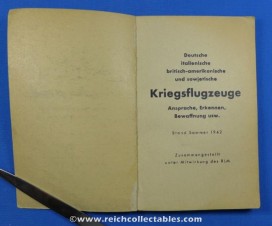 Deutsche
italienische
britisch-amerikanische
und sowjetische
Kriegsflugzeuge
Ansprache, Erkennen,
Bewaffnung usw.
Stand Sommer 1942
Zusammengestellt
unter Mitwirkung des RLM
www.reichcollectables.com